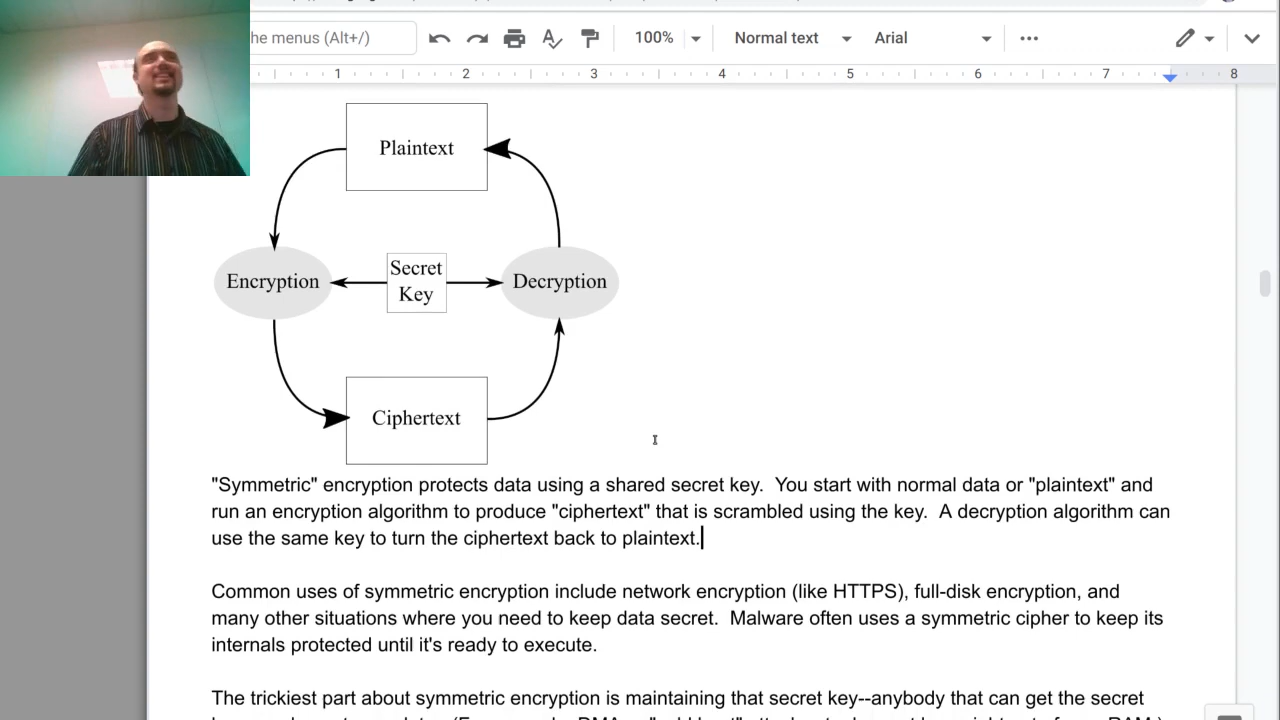 he menus (Alt+/)
100%
Normal text
Arial
1 2 3 4 5 6 7 8
Plaintext
Encryption
Secret
Key
Decryption
Ciphertext
"Symmetric" encryption protects data using a shared secret key.  You start with normal data or "plaintext" and
run an encryption algorithm to produce "ciphertext" that is scrambled using the key.  A decryption algorithm can
use the same key to turn the ciphertext back to plaintext.
Common uses of symmetric encryption include network encryption (like HTTPS), full-disk encryption, and
many other situations where you need to keep data secret.  Malware often uses a symmetric cipher to keep its
internals protected until it's ready to execute.
The trickiest part about symmetric encryption is maintaining that secret key--anybody that can get the secret